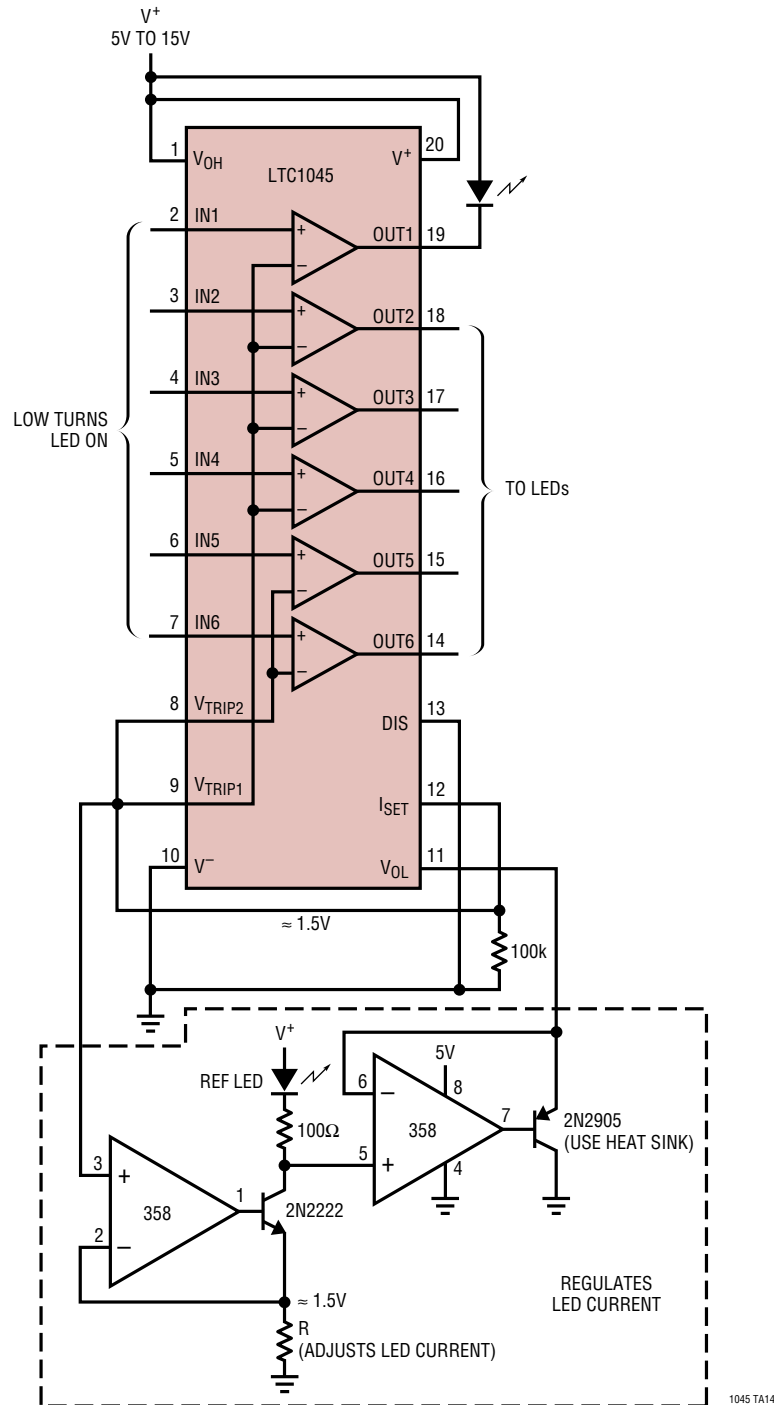 V+
5V TO 15V
1
VOH
LTC1045
V+
20
2
IN1
+
–
OUT1
19
3
IN2
+
–
OUT2
18
4
IN3
+
–
OUT3
17
LOW TURNS
LED ON
5
IN4
+
–
OUT4
16
TO LEDs
6
IN5
+
–
OUT5
15
7
IN6
+
–
OUT6
14
8
VTRIP2
DIS
13
9
VTRIP1
ISET
12
10
V–
VOL
11
≈ 1.5V
100k
V+
REF LED
100Ω
5V
6
–
8
358
7
5
+
4
2N2905
(USE HEAT SINK)
3
+
358
1
2
–
2N2222
≈ 1.5V
R
(ADJUSTS LED CURRENT)
REGULATES
LED CURRENT
1045 TA14